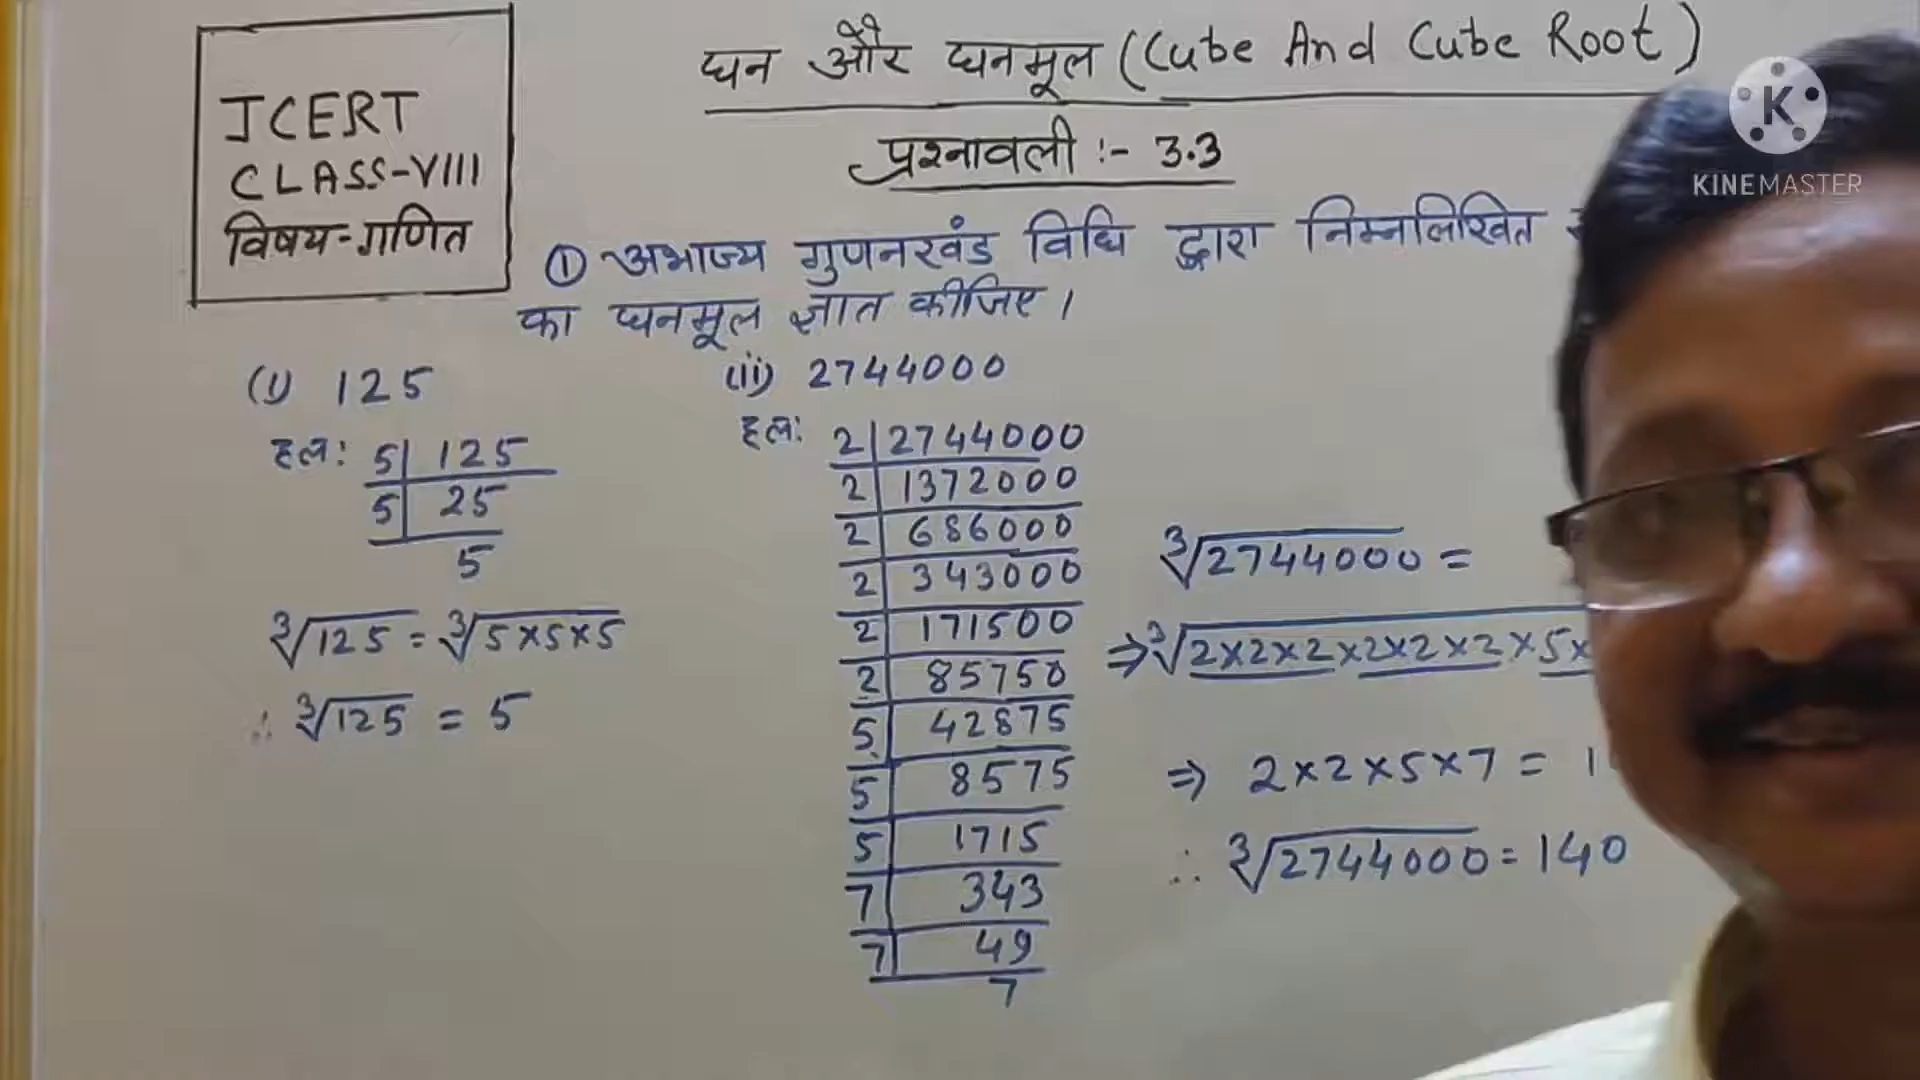 JCERT
CLASS-VIII
विषय-गणित
घन और घनमूल (Cube And Cube Root)
प्रश्नावली :- 3.3
① अभाज्य गुणनखंड विधि द्वारा निम्नलिखित
का घनमूल ज्ञात कीजिए।
(i) 125
हल: 5 | 125
5 | 25
5
∛125 = ∛5×5×5
∴ ∛125 = 5
(ii) 2744000
हल: 2 | 2744000
2 | 1372000
2 | 686000
2 | 343000
2 | 171500
2 | 85750
5 | 42875
5 | 8575
5 | 1715
7 | 343
7 | 49
7
∛2744000 =
⇒ ∛2×2×2×2×2×2×5×
⇒ 2×2×5×7 = 1
∴ ∛2744000 = 140
K
KINEMASTER